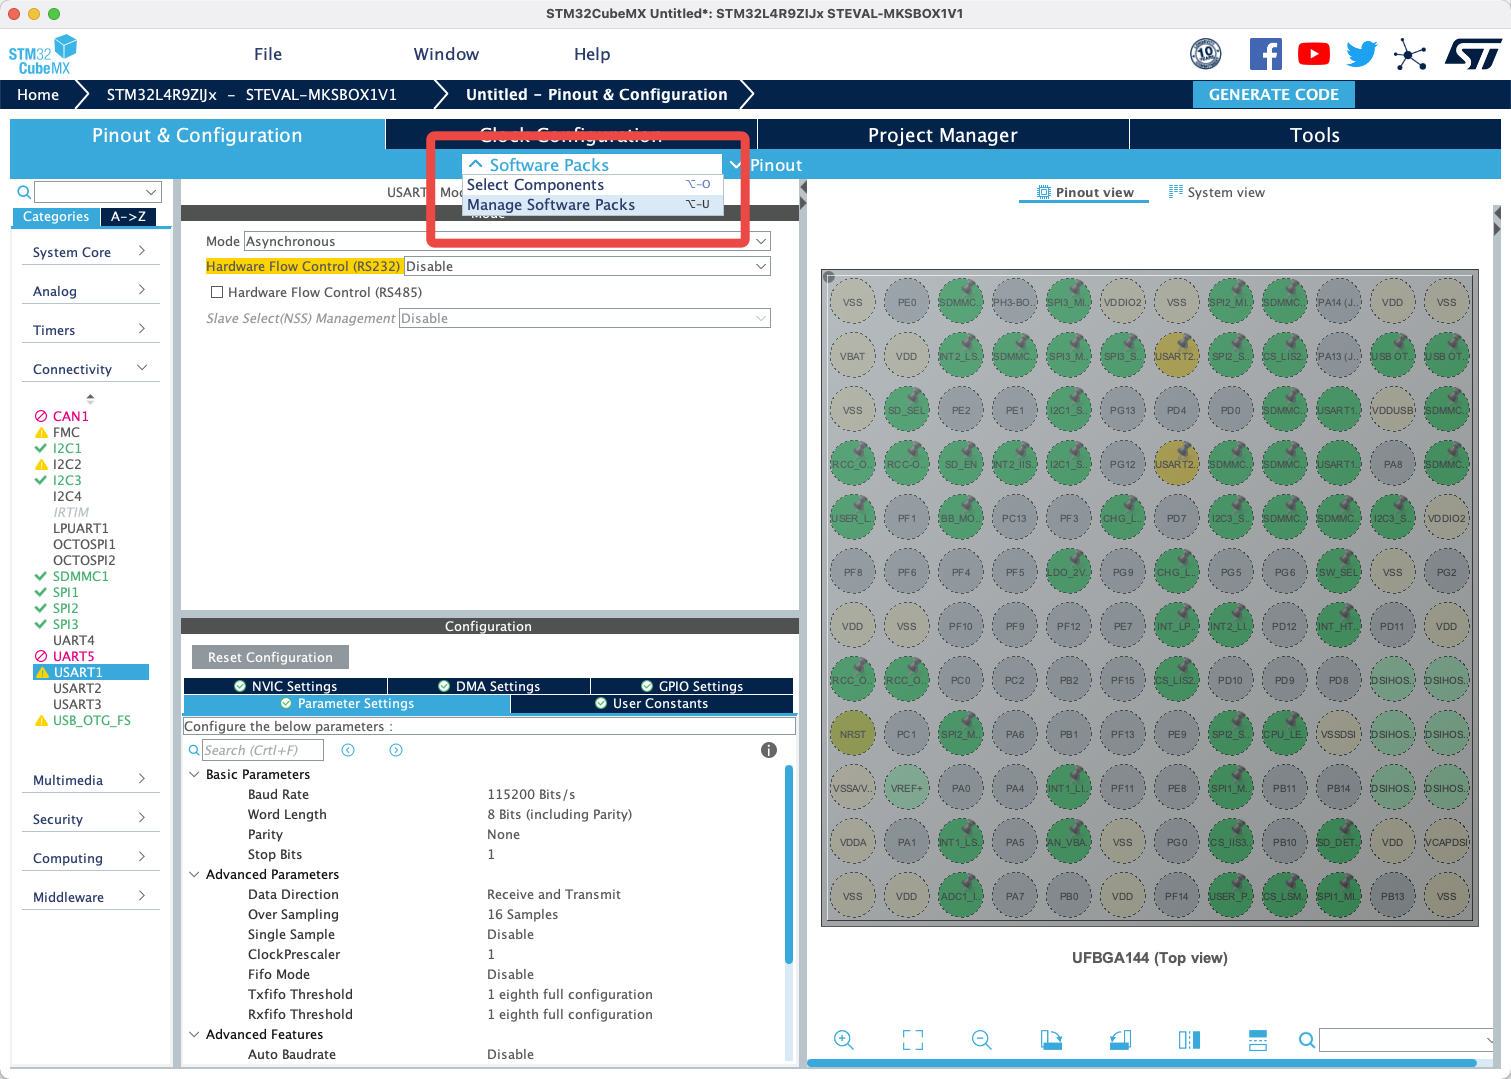 STM32CubeMX Untitled*: STM32L4R9ZIJx STEVAL-MKSBOX1V1
STM32
CubeMX
File
Window
Help
10
ST
Home
STM32L4R9ZIJx – STEVAL-MKSBOX1V1
Untitled – Pinout & Configuration
GENERATE CODE
Pinout & Configuration
Clock Configuration
Project Manager
Tools
Software Packs
Pinout
Select Components
⌥-O
Manage Software Packs
⌥-U
Categories
A->Z
System Core
Analog
Timers
Connectivity
CAN1
FMC
I2C1
I2C2
I2C3
I2C4
IRTIM
LPUART1
OCTOSPI1
OCTOSPI2
SDMMC1
SPI1
SPI2
SPI3
UART4
UART5
USART1
USART2
USART3
USB_OTG_FS
Multimedia
Security
Computing
Middleware
Mode
Mode Asynchronous
Hardware Flow Control (RS232) Disable
Hardware Flow Control (RS485)
Slave Select(NSS) Management Disable
Configuration
Reset Configuration
NVIC Settings
DMA Settings
GPIO Settings
Parameter Settings
User Constants
Configure the below parameters :
Search (Crtl+F)
Basic Parameters
Baud Rate 115200 Bits/s
Word Length 8 Bits (including Parity)
Parity None
Stop Bits 1
Advanced Parameters
Data Direction Receive and Transmit
Over Sampling 16 Samples
Single Sample Disable
ClockPrescaler 1
Fifo Mode Disable
Txfifo Threshold 1 eighth full configuration
Rxfifo Threshold 1 eighth full configuration
Advanced Features
Auto Baudrate Disable
Pinout view
System view
VSS PE0 SDMMC.. PH3-BO.. SPI3_MI.. VDDIO2 VSS SPI2_MI.. SDMMC.. PA14 (J.. VDD VSS
VBAT VDD INT2_LS.. SDMMC.. SPI3_M.. SPI3_S.. USART2.. SPI2_S.. CS_LIS2.. PA13 (J.. USB OT.. USB OT..
VSS SD_SEL PE2 PE1 I2C1_S.. PG13 PD4 PD0 SDMMC.. USART1.. VDDUSB SDMMC..
RCC_O.. RCC-O.. SD_EN INT2_IIS.. I2C1_S.. PG12 USART2.. SDMMC.. SDMMC.. USART1.. PA8 SDMMC..
USER_L.. PF1 BB_MO.. PC13 PF3 CHG_L.. PD7 I2C3_S.. SDMMC.. SDMMC.. I2C3_S.. VDDIO2
PF8 PF6 PF4 PF5 LDO_2V.. PG9 CHG_L.. PG5 PG6 SW_SEL VSS PG2
VDD VSS PF10 PF9 PF12 PE7 INT_LP.. INT2_LI.. PD12 INT_HT.. PD11 VDD
RCC_O.. RCC_O.. PC0 PC2 PB2 PF15 CS_LIS2.. PD10 PD9 PD8 DSIHOS.. DSIHOS..
NRST PC1 SPI2_M.. PA6 PB1 PF13 PE9 SPI2_S.. CPU_LE.. VSSDSI DSIHOS.. DSIHOS..
VSSA/V.. VREF+ PA0 PA4 INT1_LI.. PF11 PE8 SPI1_M.. PB11 PB14 DSIHOS.. DSIHOS..
VDDA PA1 INT1_LS.. PA5 AN_VBA.. VSS PG0 CS_IIS3.. PB10 SD_DET.. VDD VCAPDSI
VSS VDD ADC1_I.. PA7 PB0 VDD PF14 USER_P.. CS_LSM.. SPI1_MI.. PB13 VSS
UFBGA144 (Top view)